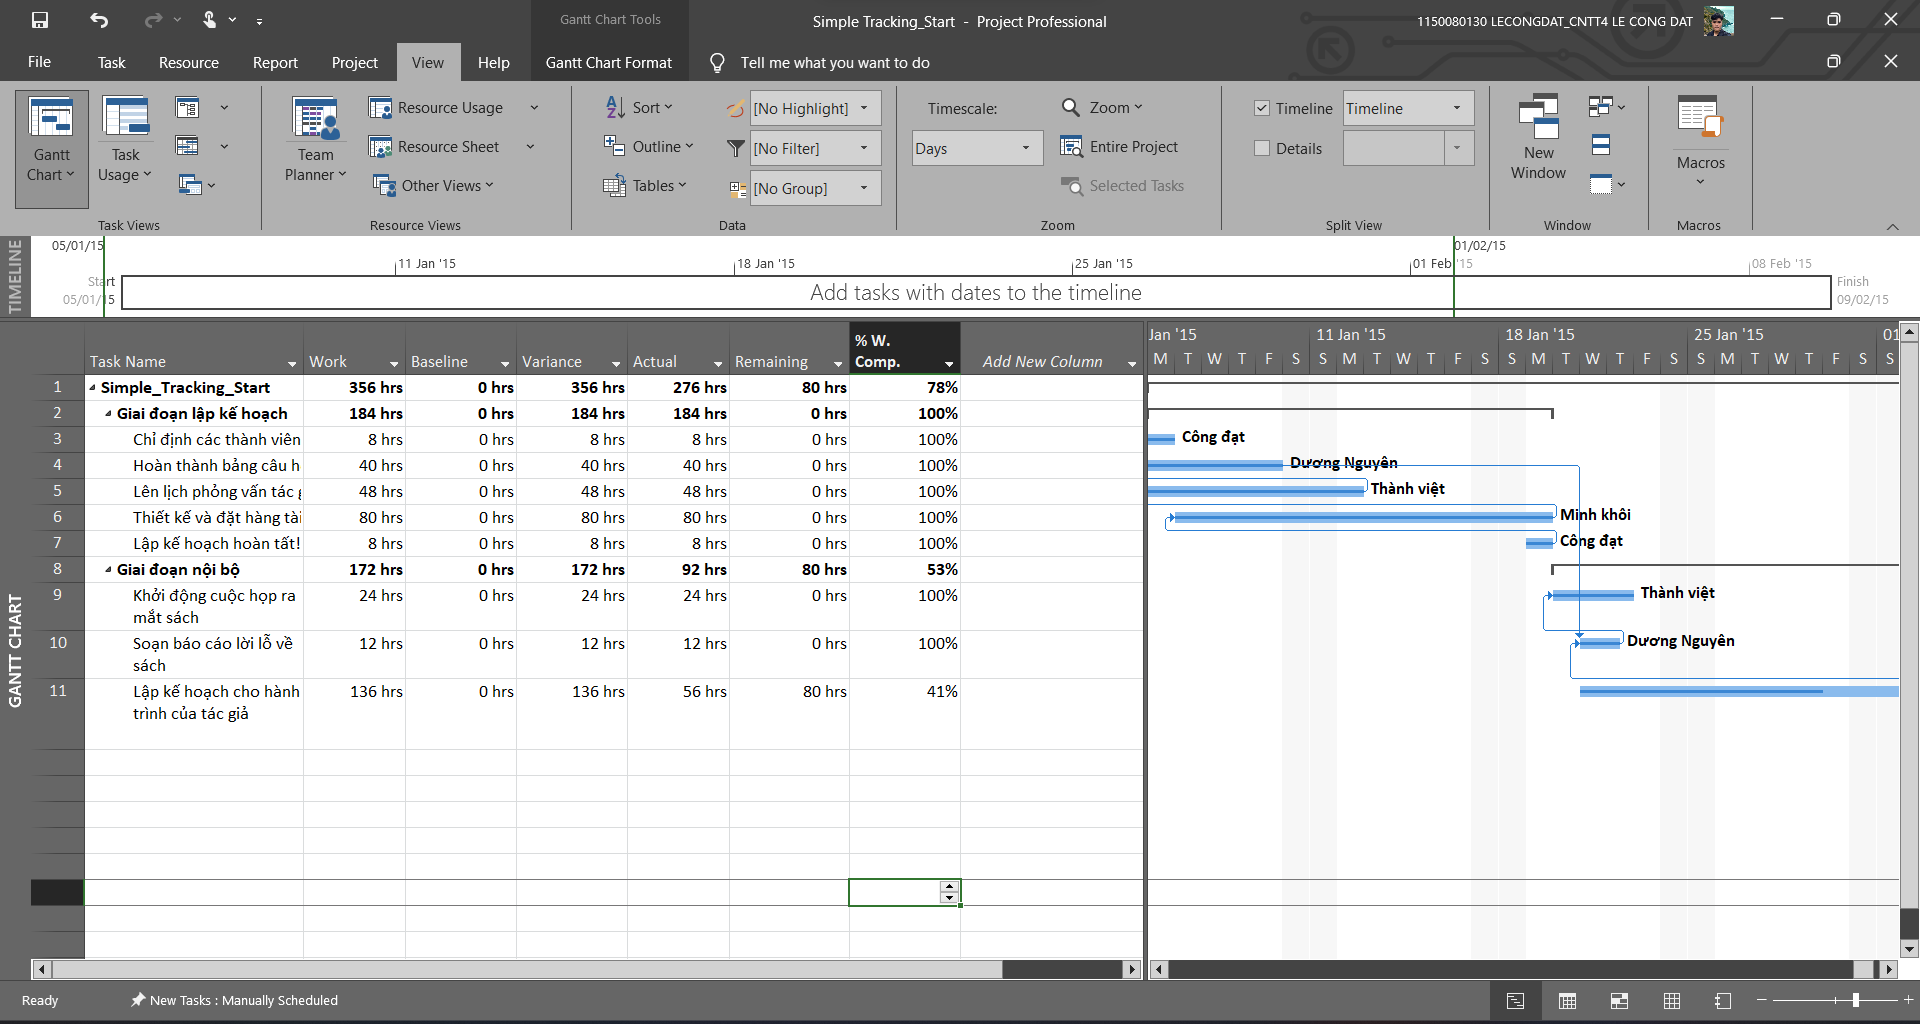 Gantt Chart Tools
Simple Tracking_Start - Project Professional
1150080130 LECONGDAT_CNTT4 LE CONG DAT
File Task Resource Report Project View Help Gantt Chart Format Tell me what you want to do
Gantt Chart
Task Usage
Task Views
Team Planner
Resource Usage
Resource Sheet
Other Views
Resource Views
Sort
Outline
Tables
[No Highlight]
[No Filter]
[No Group]
Data
Timescale:
Days
Zoom
Entire Project
Selected Tasks
Zoom
Timeline Timeline
Details
Split View
New Window
Window
Macros
Macros
TIMELINE
05/01/15 01/02/15
11 Jan '15 18 Jan '15 25 Jan '15 01 Feb '15 08 Feb '15
Start
05/01/15
Add tasks with dates to the timeline
Finish
09/02/15
GANTT CHART
Task Name Work Baseline Variance Actual Remaining % W. Comp. Add New Column
1 Simple_Tracking_Start 356 hrs 0 hrs 356 hrs 276 hrs 80 hrs 78%
2 Giai đoạn lập kế hoạch 184 hrs 0 hrs 184 hrs 184 hrs 0 hrs 100%
3 Chỉ định các thành viên 8 hrs 0 hrs 8 hrs 8 hrs 0 hrs 100%
4 Hoàn thành bảng câu h 40 hrs 0 hrs 40 hrs 40 hrs 0 hrs 100%
5 Lên lịch phỏng vấn tác g 48 hrs 0 hrs 48 hrs 48 hrs 0 hrs 100%
6 Thiết kế và đặt hàng tài 80 hrs 0 hrs 80 hrs 80 hrs 0 hrs 100%
7 Lập kế hoạch hoàn tất! 8 hrs 0 hrs 8 hrs 8 hrs 0 hrs 100%
8 Giai đoạn nội bộ 172 hrs 0 hrs 172 hrs 92 hrs 80 hrs 53%
9 Khởi động cuộc họp ra 24 hrs 0 hrs 24 hrs 24 hrs 0 hrs 100%
mắt sách
10 Soạn báo cáo lời lỗ về 12 hrs 0 hrs 12 hrs 12 hrs 0 hrs 100%
sách
11 Lập kế hoạch cho hành 136 hrs 0 hrs 136 hrs 56 hrs 80 hrs 41%
trình của tác giả
Jan '15 11 Jan '15 18 Jan '15 25 Jan '15 01
M T W T F S S M T W T F S S M T W T F S S M T W T F S S
Công đạt
Dương Nguyên
Thành việt
Minh khôi
Công đạt
Thành việt
Dương Nguyên
Ready New Tasks : Manually Scheduled